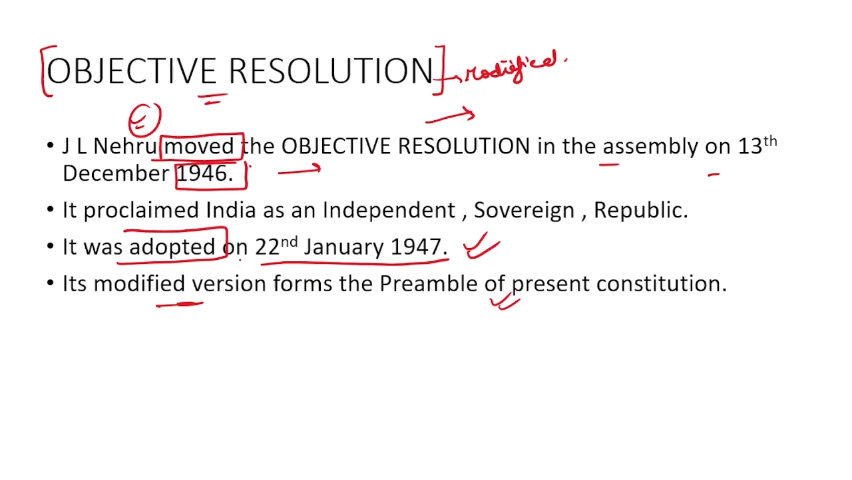 OBJECTIVE RESOLUTION modified.
• J L Nehru moved the OBJECTIVE RESOLUTION in the assembly on 13th
December 1946.
• It proclaimed India as an Independent , Sovereign , Republic.
• It was adopted on 22nd January 1947.
• Its modified version forms the Preamble of present constitution.